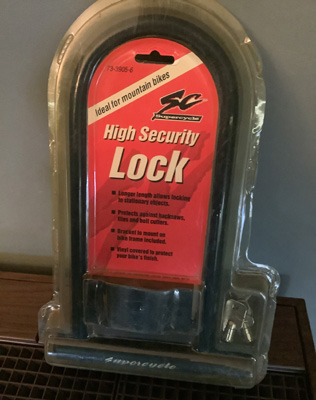 73-3905-6
Ideal for mountain bikes
SC
Supercycle
High Security
Lock
Longer length allows locking
to stationary objects.
Protects against hacksaws,
files and bolt cutters.
Bracket to mount on
bike frame included.
Vinyl covered to protect
your bike's finish.
Supercycle